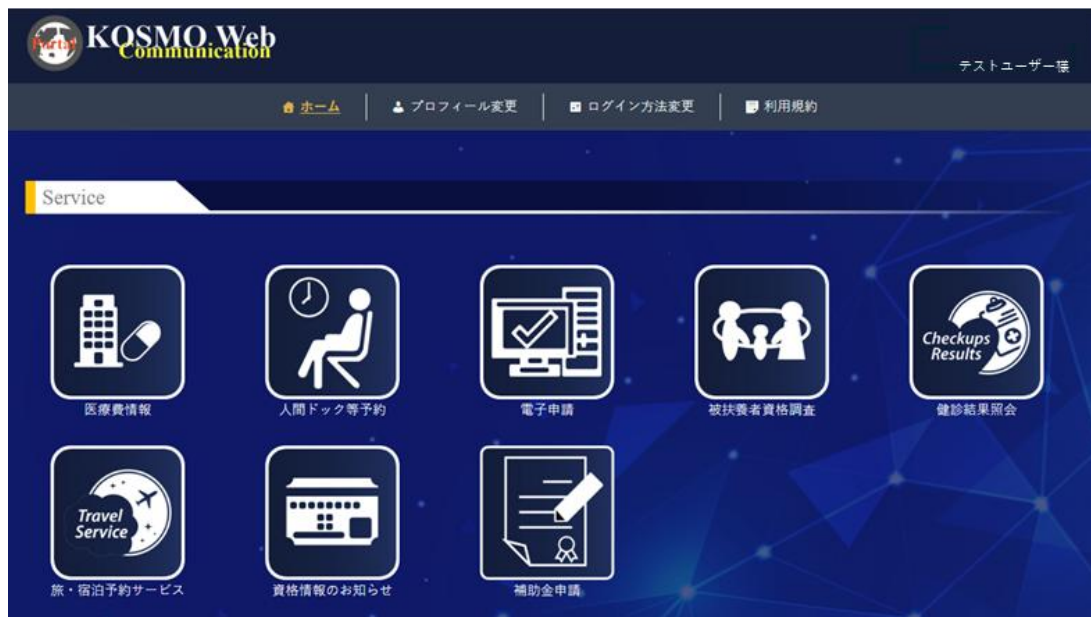 Portal
KOSMO Web
Communication
テストユーザー様
ホーム
プロフィール変更
ログイン方法変更
利用規約
Service
医療費情報
人間ドック等予約
電子申請
被扶養者資格調査
Checkups
Results
健診結果照会
Travel
Service
旅・宿泊予約サービス
資格情報のお知らせ
補助金申請